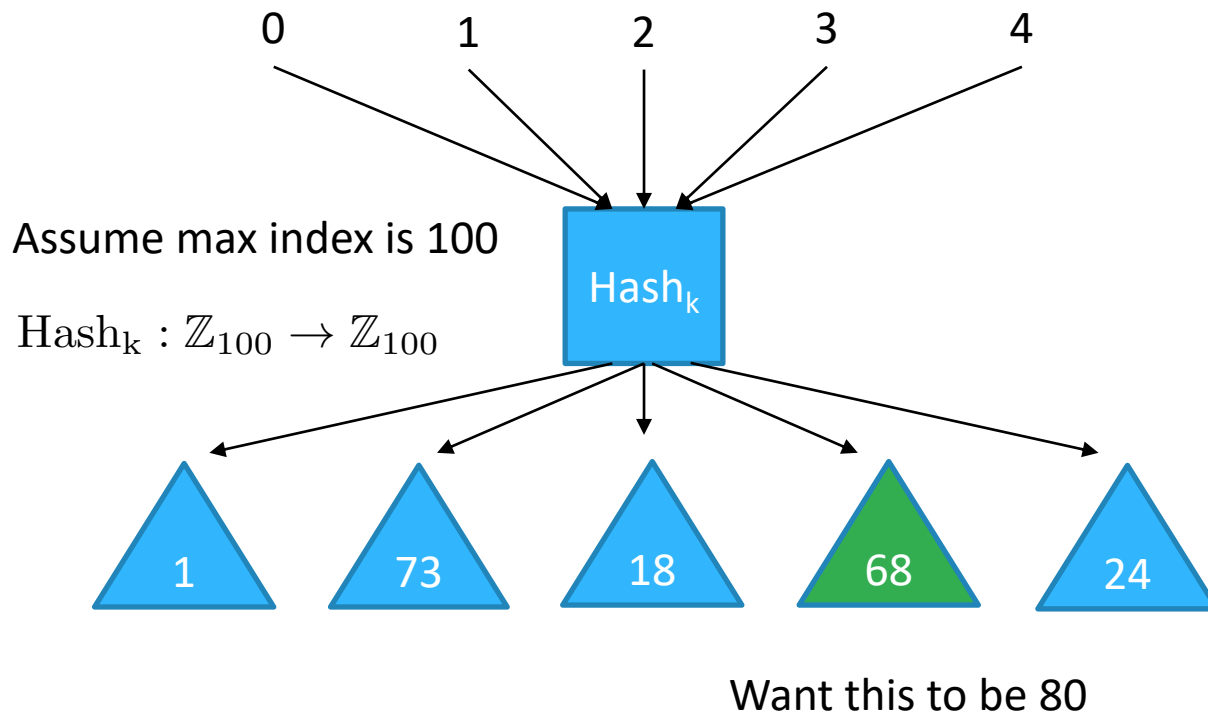 0 1 2 3 4
Assume max index is 100
Hashₖ
Hashₖ : ℤ₁₀₀ → ℤ₁₀₀
1 73 18 68 24
Want this to be 80